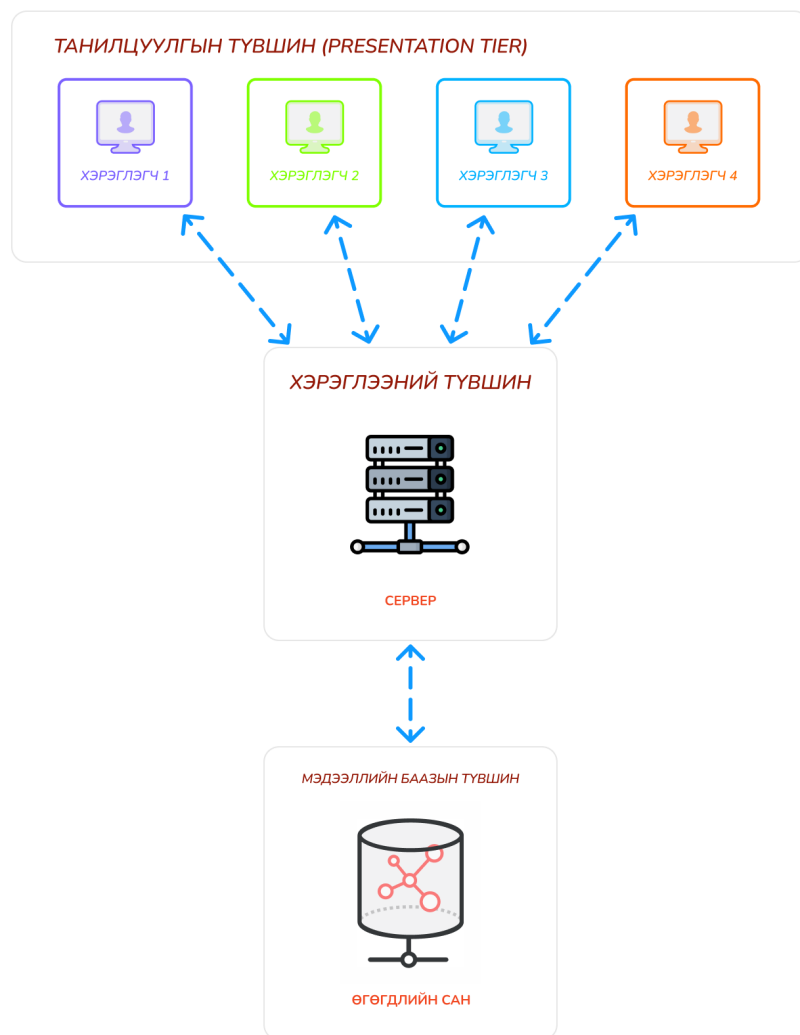 ТАНИЛЦУУЛГЫН ТҮВШИН (PRESENTATION TIER)
ХЭРЭГЛЭГЧ 1
ХЭРЭГЛЭГЧ 2
ХЭРЭГЛЭГЧ 3
ХЭРЭГЛЭГЧ 4
ХЭРЭГЛЭЭНИЙ ТҮВШИН
СЕРВЕР
МЭДЭЭЛЛИЙН БААЗЫН ТҮВШИН
ӨГӨГДЛИЙН САН